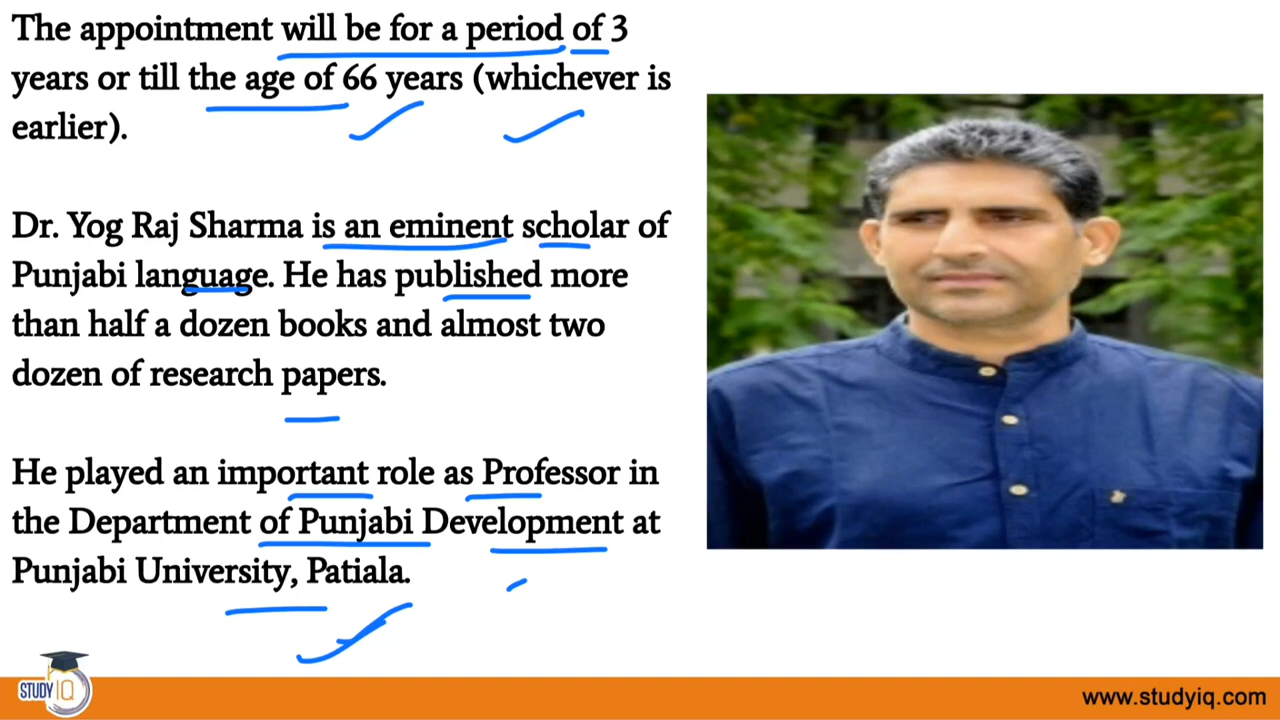 The appointment will be for a period of 3
years or till the age of 66 years (whichever is
earlier).
Dr. Yog Raj Sharma is an eminent scholar of
Punjabi language. He has published more
than half a dozen books and almost two
dozen of research papers.
He played an important role as Professor in
the Department of Punjabi Development at
Punjabi University, Patiala.
STUDY IQ
www.studyiq.com